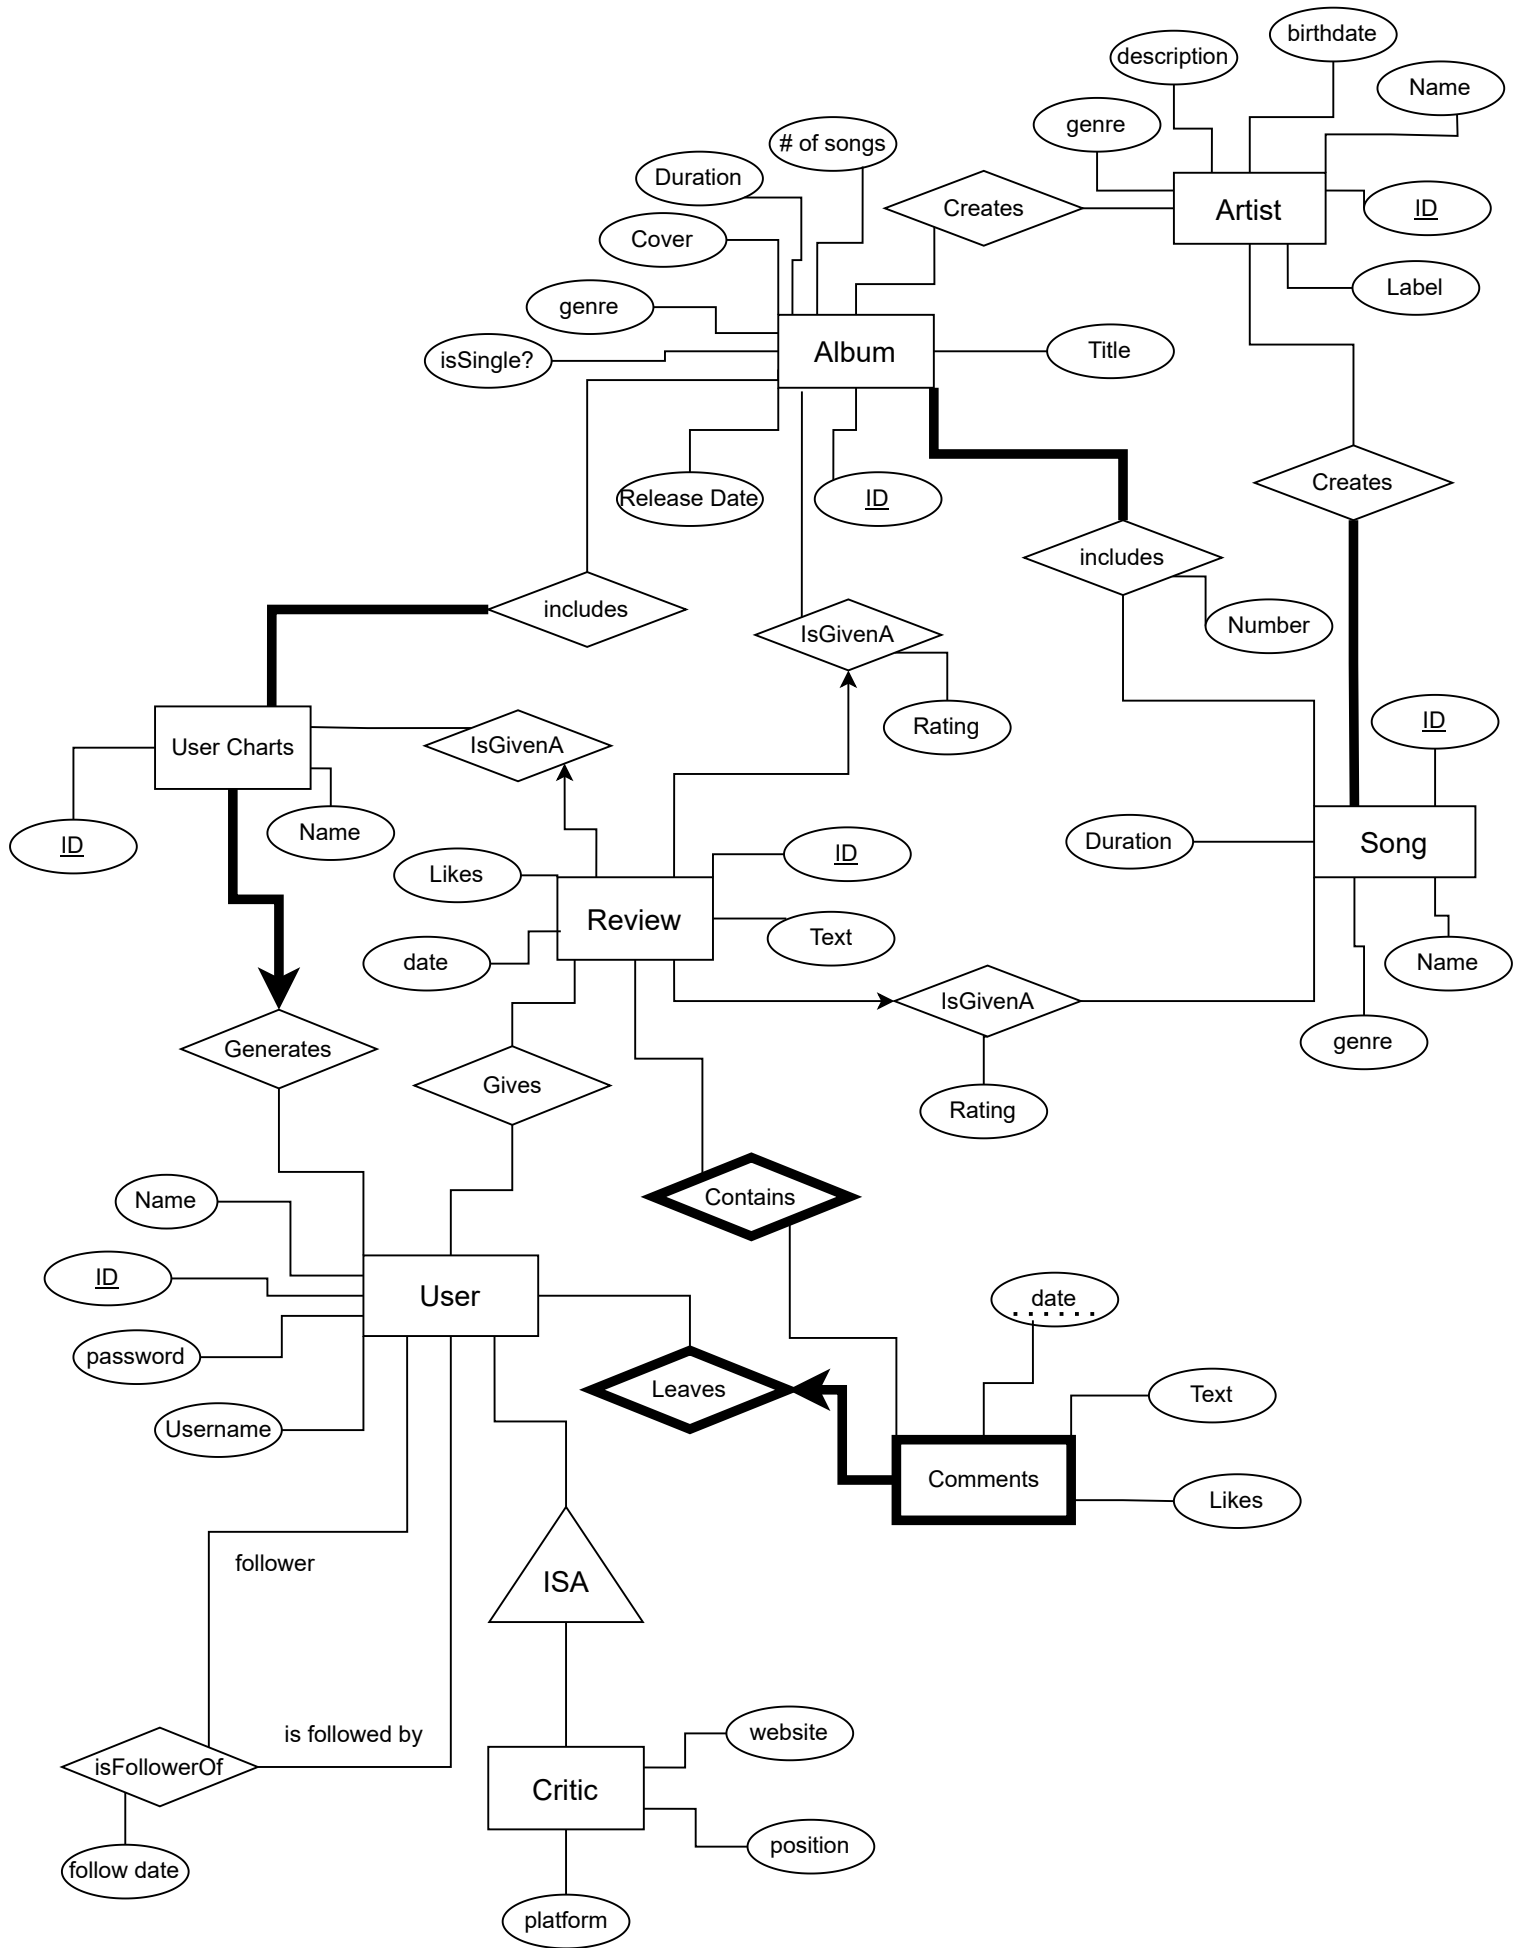 birthdate
description
Name
genre
# of songs
Duration
Creates
Artist
ID
Cover
Label
genre
isSingle?
Album
Title
Creates
Release Date
ID
includes
includes
IsGivenA
Number
Rating
ID
User Charts
IsGivenA
Name
ID
Likes
ID
Duration
Song
Review
Text
date
Name
IsGivenA
genre
Generates
Gives
Rating
Name
Contains
ID
User
date
password
Leaves
Text
Username
Comments
Likes
follower
ISA
is followed by
website
isFollowerOf
Critic
position
follow date
platform